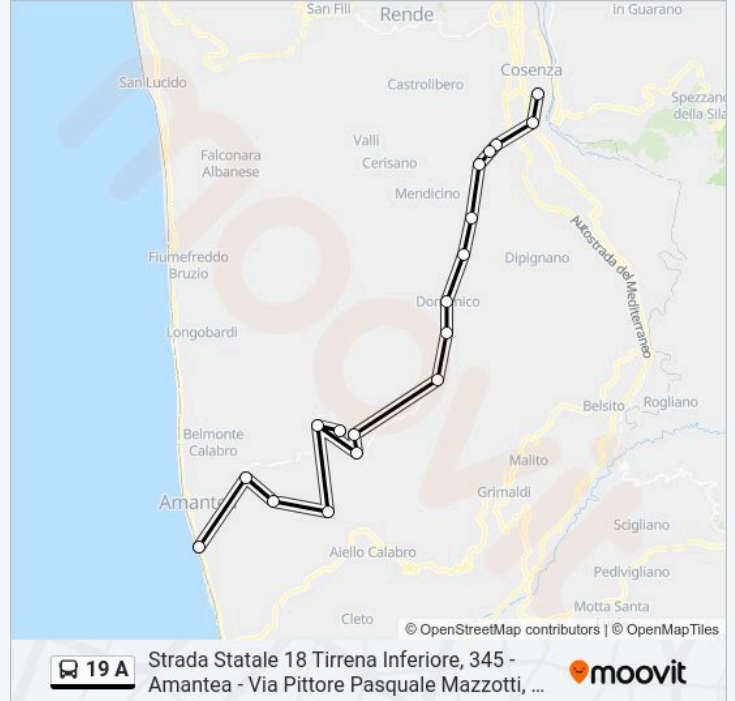 San Fili
Rende
in Guarano
Cosenza
San Lucido
Castrolibero
Spezzano
della Sila
Valli
Falconara
Albanese
Cerisano
Mendicino
Autostrada del Mediterraneo
Fiumefreddo
Bruzio
Dipignano
Domanico
Longobardi
Belsito
Rogliano
Belmonte
Calabro
Malito
Grimaldi
Amantea
Scigliano
Aiello Calabro
Pedivigliano
Motta Santa
Cleto
moovit
© OpenStreetMap contributors | © OpenMapTiles
19 A
Strada Statale 18 Tirrena Inferiore, 345 -
Amantea - Via Pittore Pasquale Mazzotti, ...
moovit